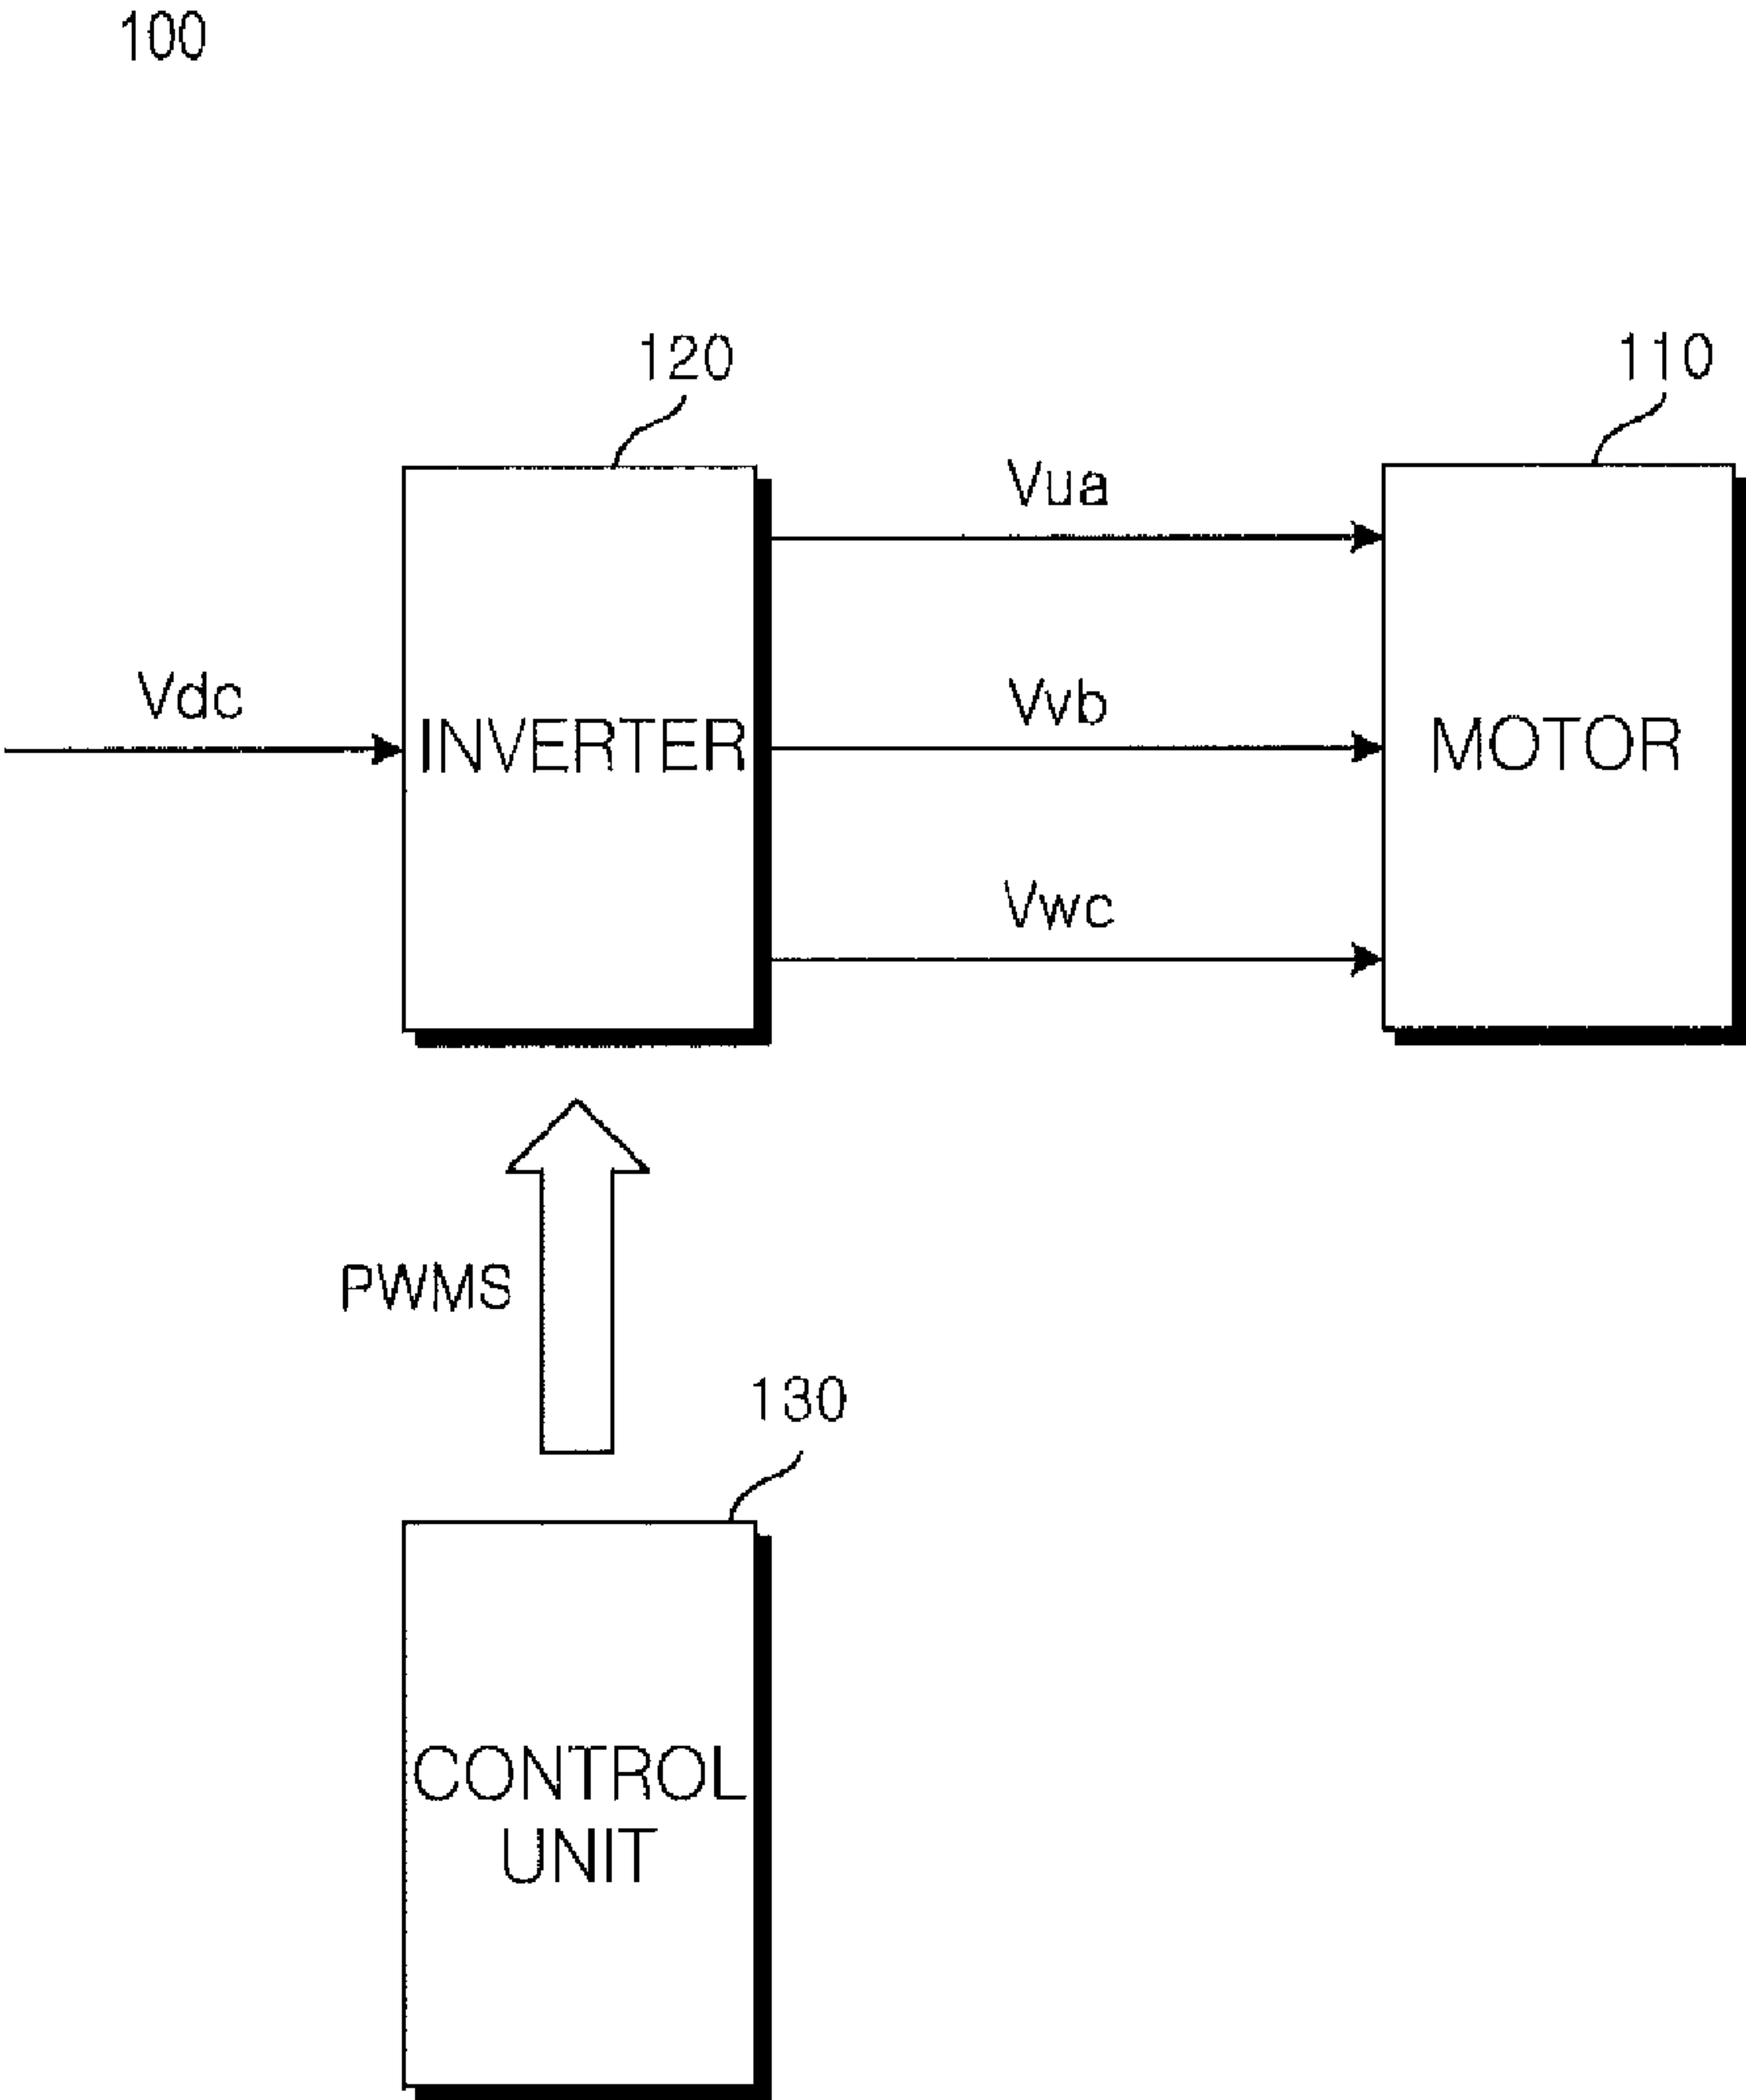 100
120
110
Vua
Vdc
Vvb
INVERTER
MOTOR
Vwc
PWMS
130
CONTROL
UNIT